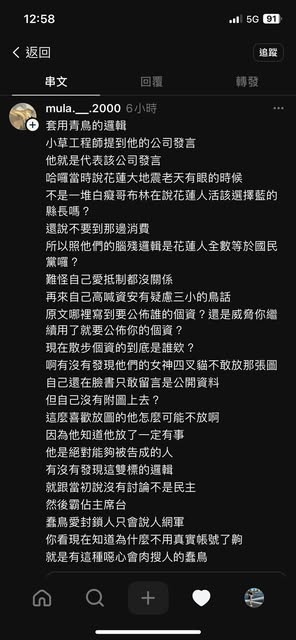 12:58
5G
91
返回
追蹤
串文
回覆
轉發
mula.__.2000 6小時
套用青鳥的邏輯
小草工程師提到他的公司發言
他就是代表該公司發言
哈囉當時說花蓮大地震老天有眼的時候
不是一堆白癡哥布林在說花蓮人活該選擇藍的
縣長嗎？
還說不要到那邊消費
所以照他們的腦殘邏輯是花蓮人全數等於國民
黨囉？
難怪自己愛抵制都沒關係
再來自己高喊資安有疑慮三小的鳥話
原文哪裡寫到要公佈誰的個資？還是威脅你繼
續用了就要公佈你的個資？
現在散步個資的到底是誰欸？
啊有沒有發現他們的女神四叉貓不敢放那張圖
自己還在臉書只敢留言是公開資料
但自己沒有附圖上去？
這麼喜歡放圖的他怎麼可能不放啊
因為他知道他放了一定有事
他是絕對能夠被告成的人
有沒有發現這雙標的邏輯
就跟當初說沒有討論不是民主
然後霸佔主席台
蠢鳥愛封鎖人只會說人網軍
你看現在知道為什麼不用真實帳號了齁
就是有這種噁心會肉搜人的蠢鳥